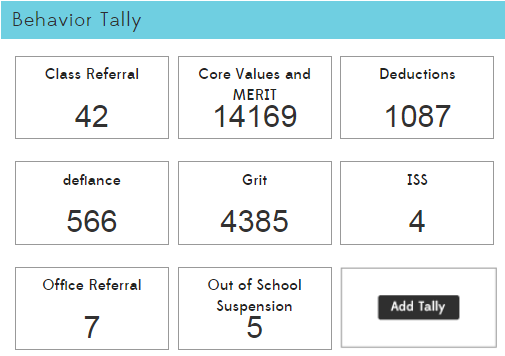 Behavior Tally
Class Referral
42
Core Values and
MERIT
14169
Deductions
1087
defiance
566
Grit
4385
ISS
4
Office Referral
7
Out of School
Suspension
5
Add Tally